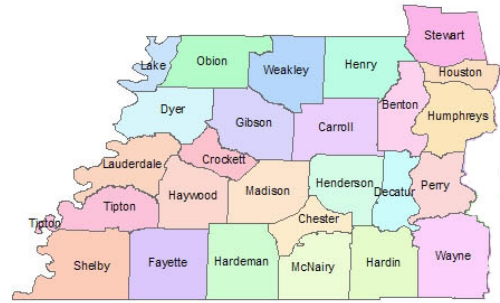 Stewart
Lake
Obion
Weakley
Henry
Houston
Dyer
Gibson
Carroll
Benton
Humphreys
Lauderdale
Crockett
Haywood
Madison
Henderson
Decatur
Perry
Tipton
Tipton
Chester
Shelby
Fayette
Hardeman
McNairy
Hardin
Wayne